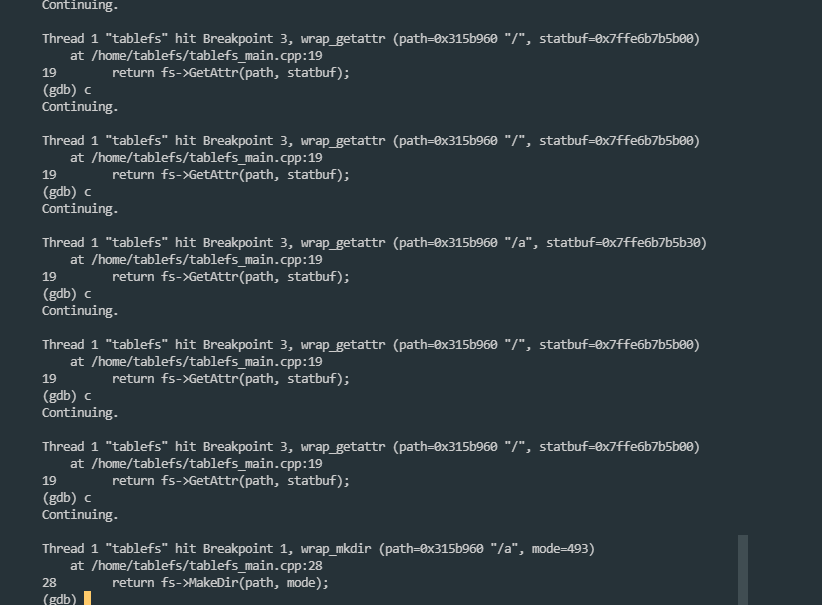 Continuing.

Thread 1 "tablefs" hit Breakpoint 3, wrap_getattr (path=0x315b960 "/", statbuf=0x7ffe6b7b5b00)
    at /home/tablefs/tablefs_main.cpp:19
19        return fs->GetAttr(path, statbuf);
(gdb) c
Continuing.

Thread 1 "tablefs" hit Breakpoint 3, wrap_getattr (path=0x315b960 "/", statbuf=0x7ffe6b7b5b00)
    at /home/tablefs/tablefs_main.cpp:19
19        return fs->GetAttr(path, statbuf);
(gdb) c
Continuing.

Thread 1 "tablefs" hit Breakpoint 3, wrap_getattr (path=0x315b960 "/a", statbuf=0x7ffe6b7b5b30)
    at /home/tablefs/tablefs_main.cpp:19
19        return fs->GetAttr(path, statbuf);
(gdb) c
Continuing.

Thread 1 "tablefs" hit Breakpoint 3, wrap_getattr (path=0x315b960 "/", statbuf=0x7ffe6b7b5b00)
    at /home/tablefs/tablefs_main.cpp:19
19        return fs->GetAttr(path, statbuf);
(gdb) c
Continuing.

Thread 1 "tablefs" hit Breakpoint 3, wrap_getattr (path=0x315b960 "/", statbuf=0x7ffe6b7b5b00)
    at /home/tablefs/tablefs_main.cpp:19
19        return fs->GetAttr(path, statbuf);
(gdb) c
Continuing.

Thread 1 "tablefs" hit Breakpoint 1, wrap_mkdir (path=0x315b960 "/a", mode=493)
    at /home/tablefs/tablefs_main.cpp:28
28        return fs->MakeDir(path, mode);
(gdb)